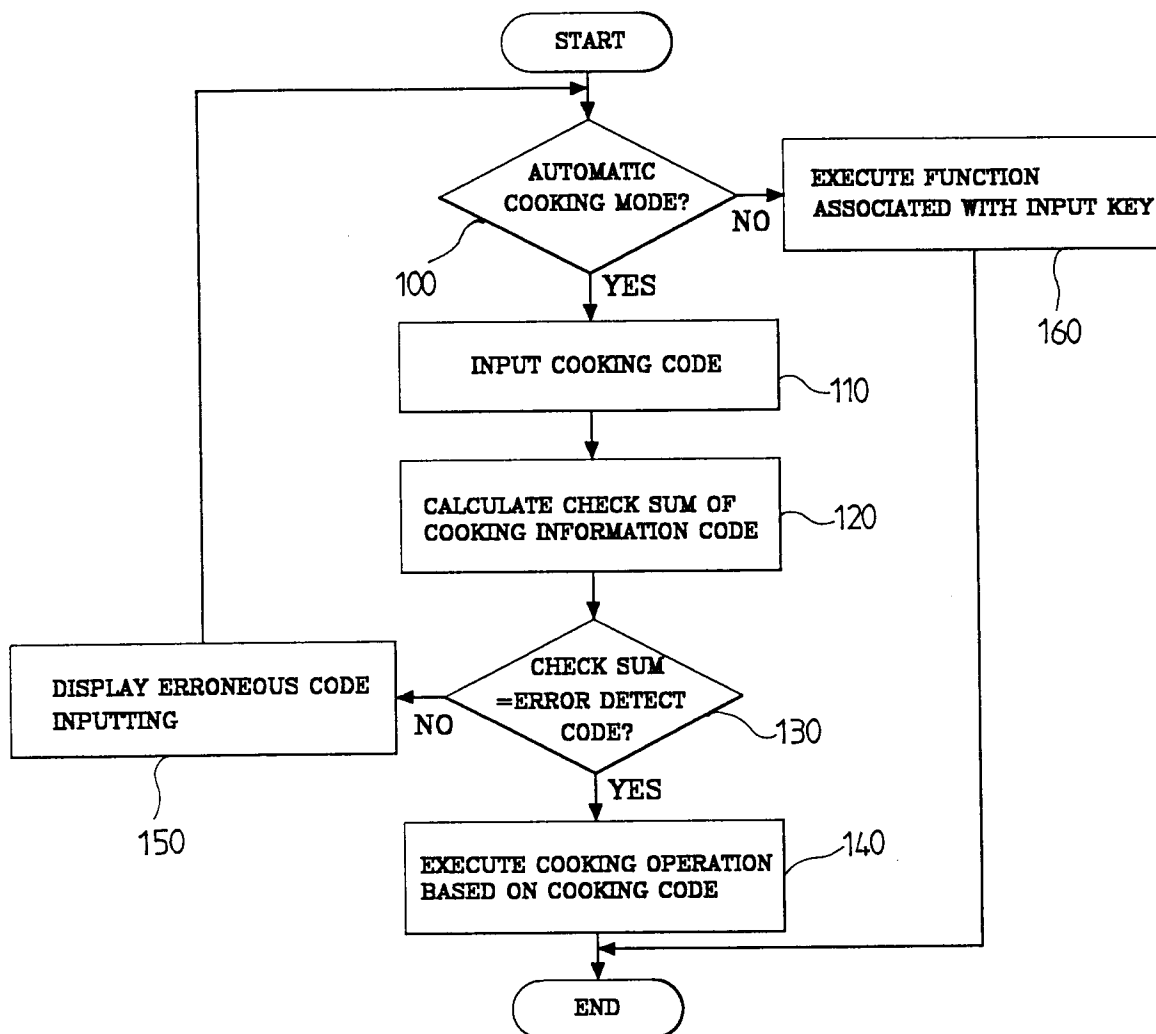 START
AUTOMATIC
COOKING MODE?
NO
EXECUTE FUNCTION
ASSOCIATED WITH INPUT KEY
100
YES
160
INPUT COOKING CODE
110
CALCULATE CHECK SUM OF
COOKING INFORMATION CODE
120
CHECK SUM
=ERROR DETECT
CODE?
NO
130
DISPLAY ERRONEOUS CODE
INPUTTING
150
YES
EXECUTE COOKING OPERATION
BASED ON COOKING CODE
140
END